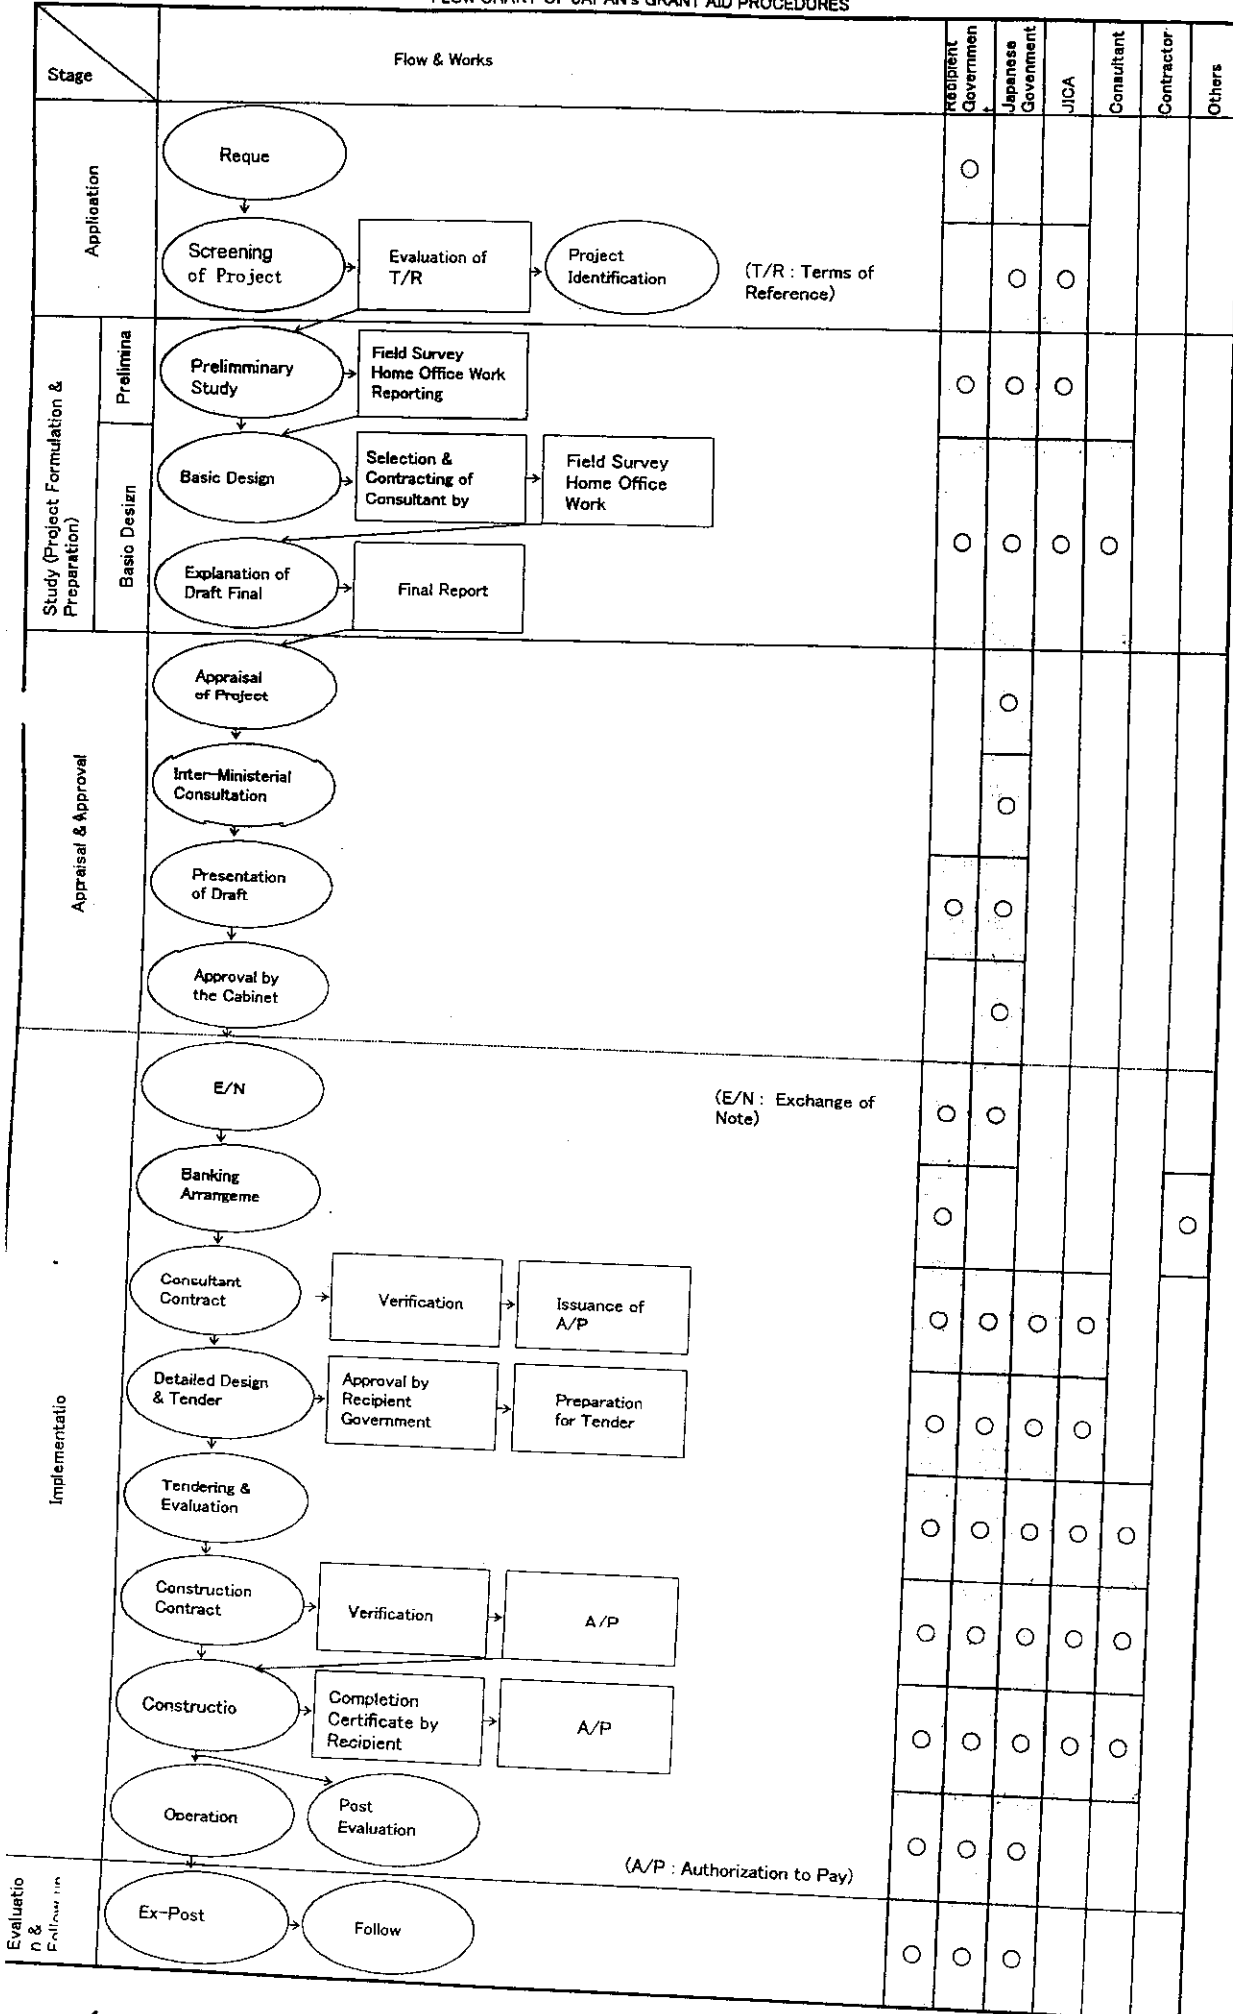 FLOW CHART OF JAPAN's GRANT AID PROCEDURES
Stage
Flow & Works
Recipient
Governmen
t
Japanese
Govenment
JICA
Consultant
Contractor
Others
Application
Reque
Screening
of Project
Evaluation of
T/R
Project
Identification
(T/R : Terms of
Reference)
Study (Project Formulation &
Preparation)
Prelimina
Prelimminary
Study
Field Survey
Home Office Work
Reporting
Basic Design
Basic Design
Selection &
Contracting of
Consultant by
Field Survey
Home Office
Work
Explanation of
Draft Final
Final Report
Appraisal & Approval
Appraisal
of Project
Inter-Ministerial
Consultation
Presentation
of Draft
Approval by
the Cabinet
Implementatio
E/N
(E/N : Exchange of
Note)
Banking
Arrangeme
Consultant
Contract
Verification
Issuance of
A/P
Detailed Design
& Tender
Approval by
Recipient
Government
Preparation
for Tender
Tendering &
Evaluation
Construction
Contract
Verification
A/P
Constructio
Completion
Certificate by
Recipient
A/P
Operation
Post
Evaluation
(A/P : Authorization to Pay)
Evaluatio
n &
Follow up
Ex-Post
Follow